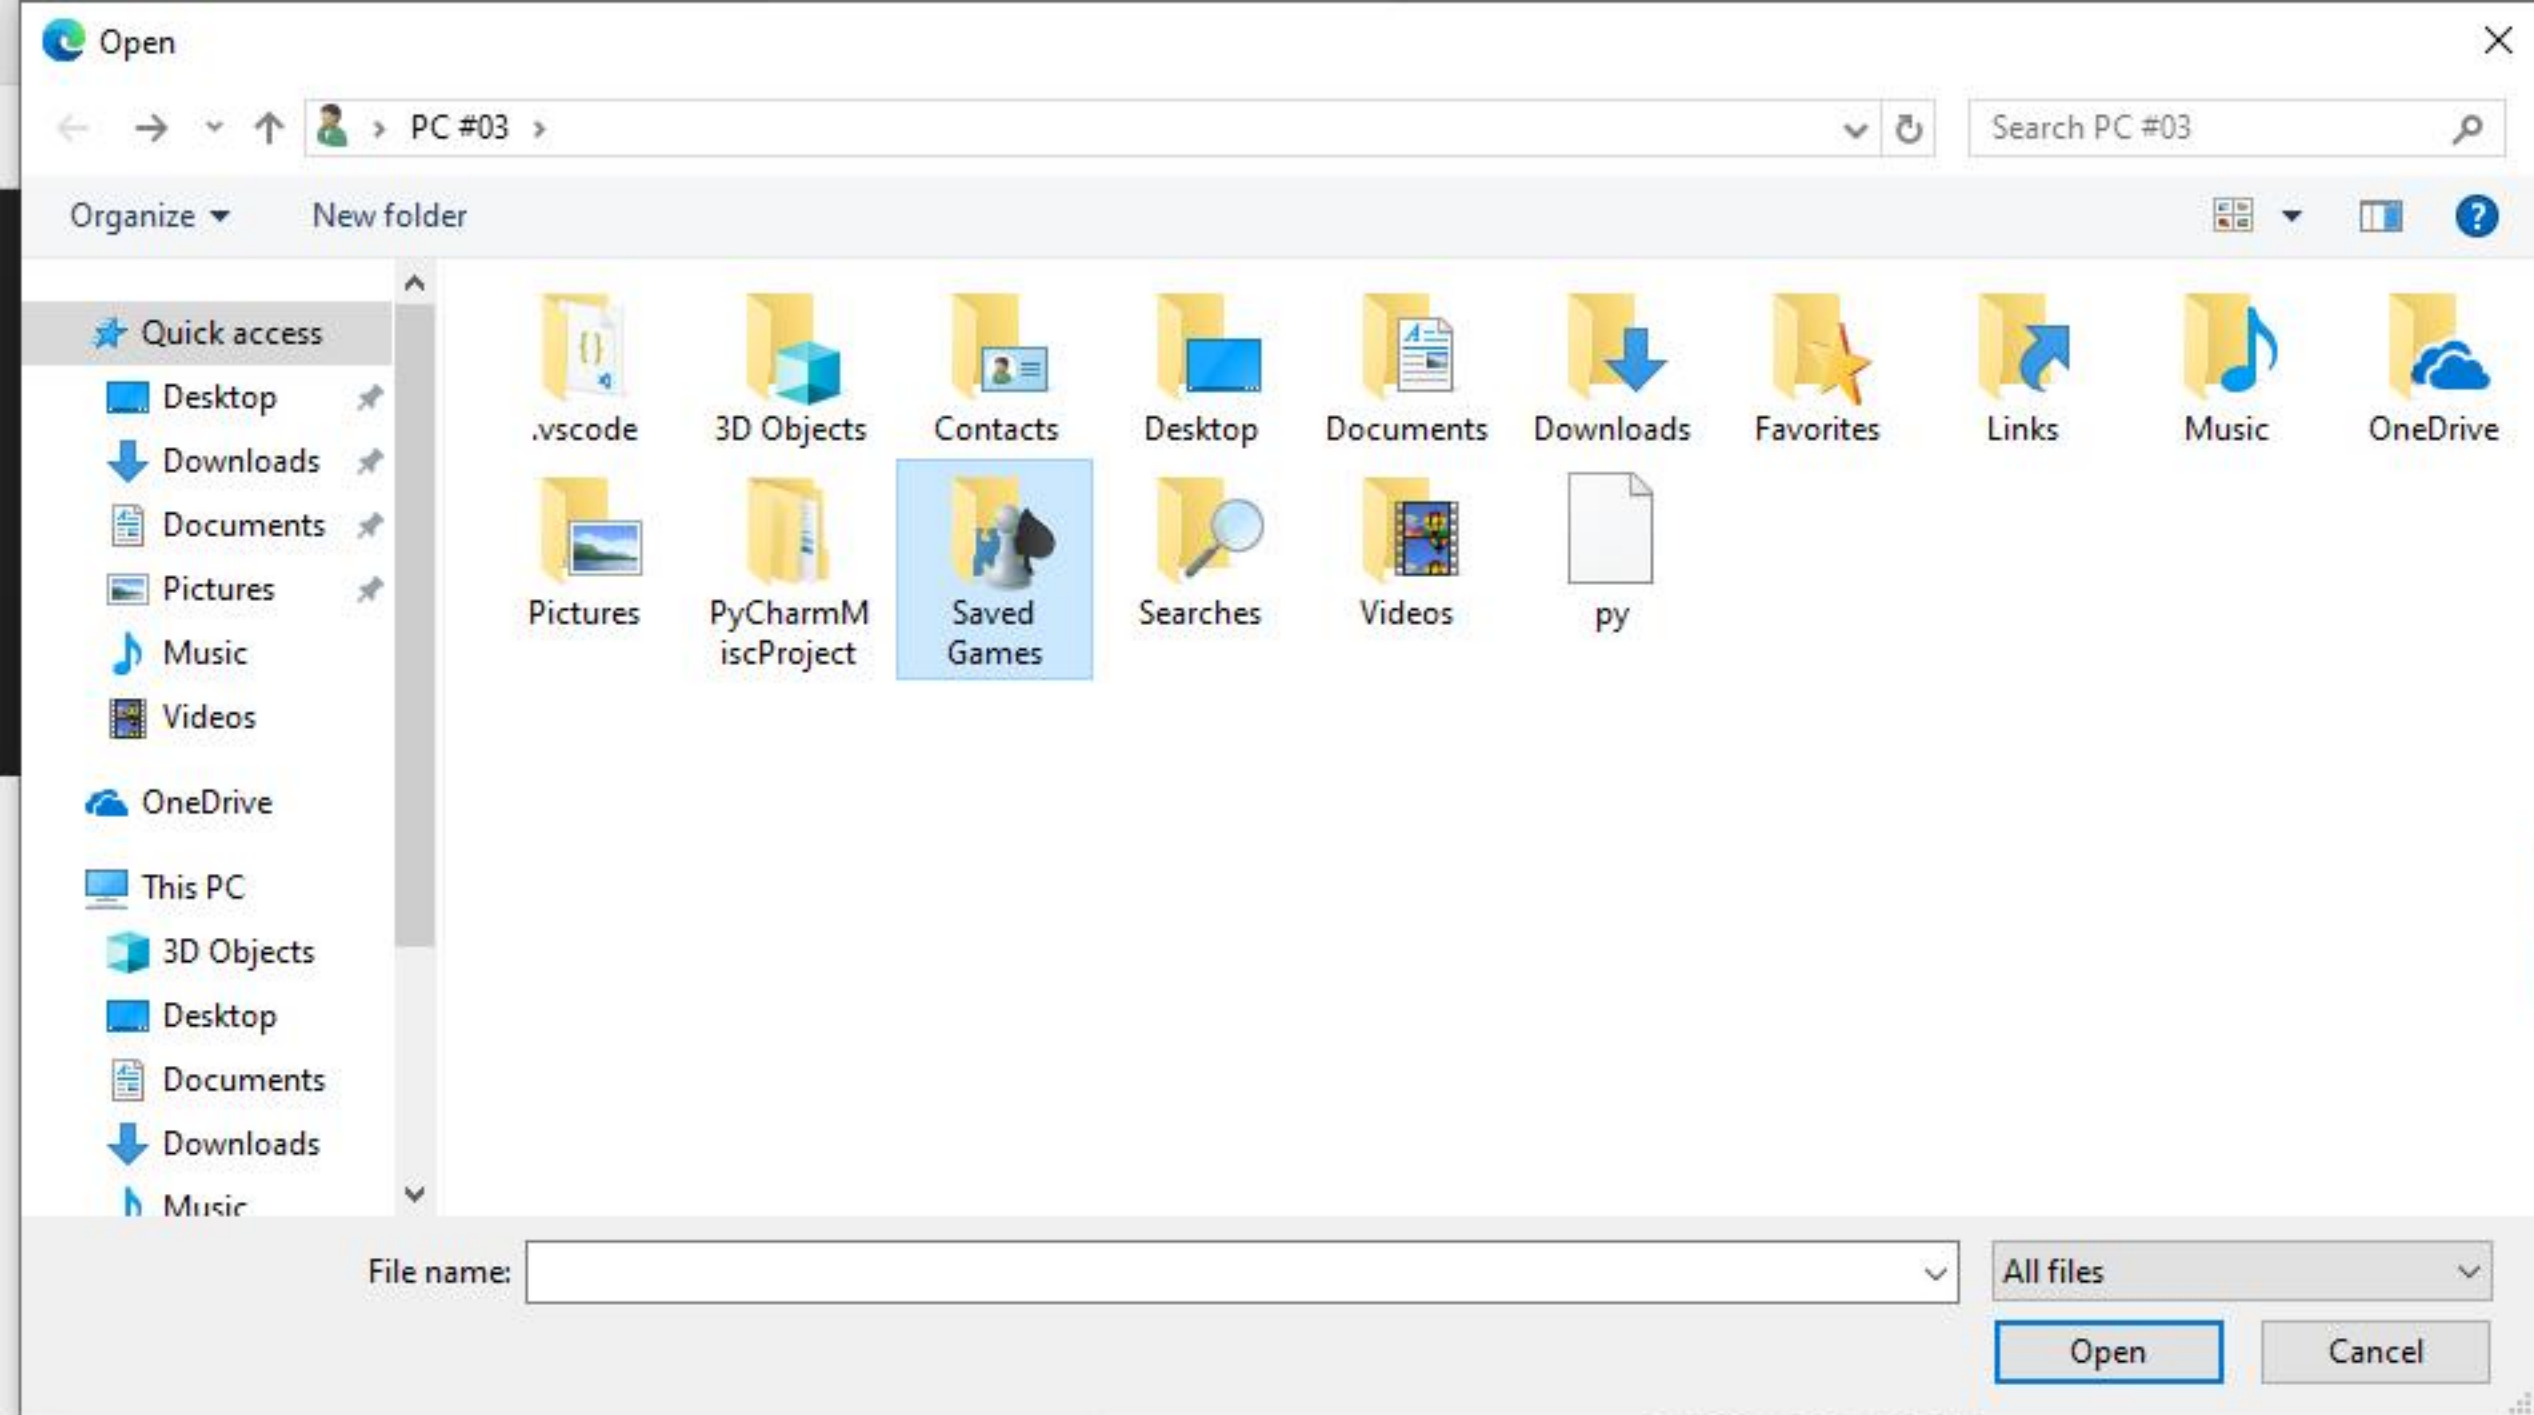 Open
PC #03
Search PC #03
Organize
New folder
Quick access
Desktop
Downloads
Documents
Pictures
Music
Videos
OneDrive
This PC
3D Objects
Desktop
Documents
Downloads
Music
.vscode
3D Objects
Contacts
Desktop
Documents
Downloads
Favorites
Links
Music
OneDrive
Pictures
PyCharmM
iscProject
Saved
Games
Searches
Videos
py
File name:
All files
Open
Cancel